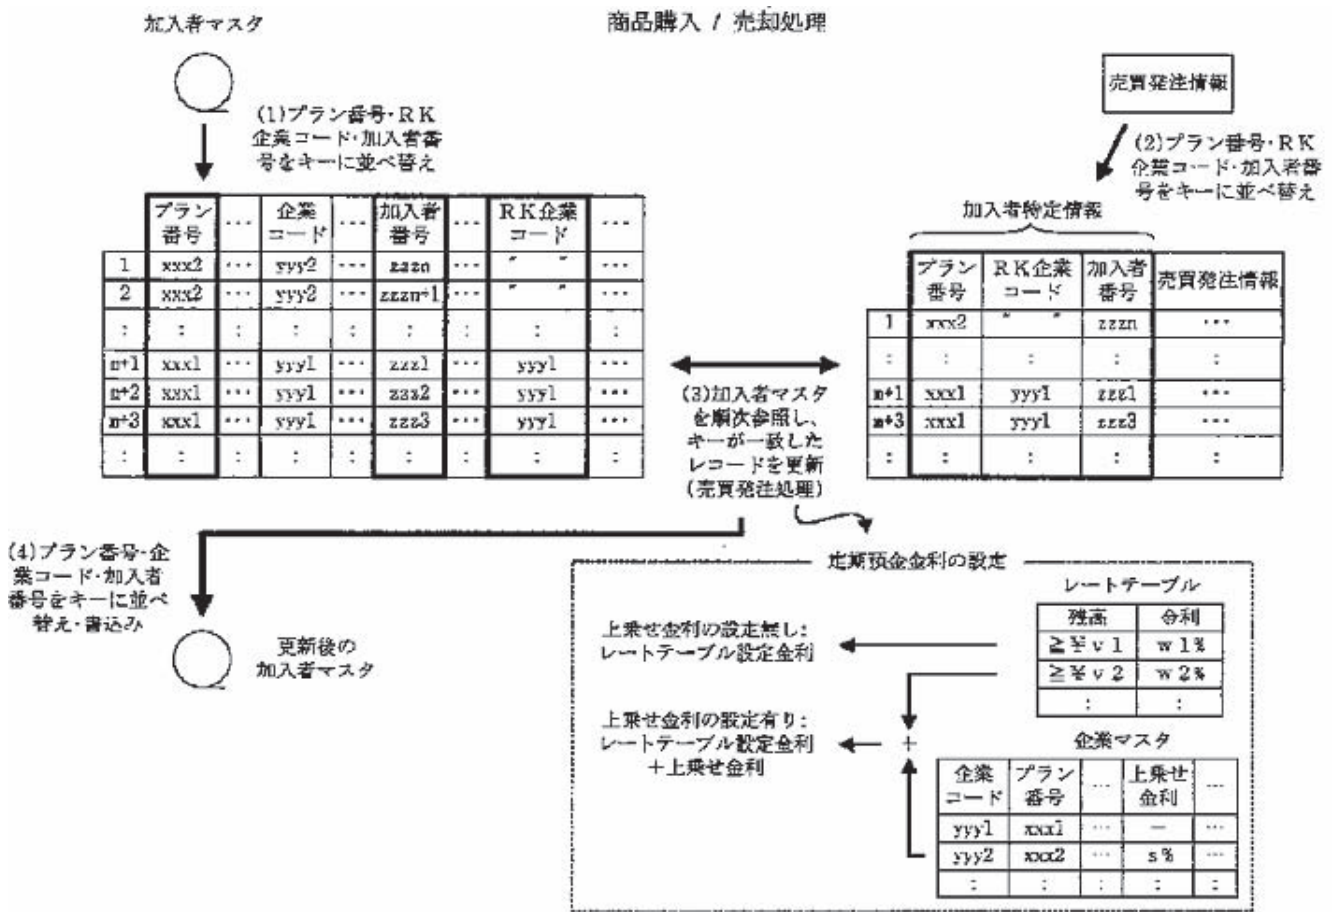 商品購入 / 売却処理
加入者マスタ
(1)プラン番号・RK
企業コード・加入者番
号をキーに並べ替え
プラン番号 … 企業コード … 加入者番号 … RK企業コード …
1 xxx2 … yyy2 … zzzn … 〃 〃 …
2 xxx2 … yyy2 … zzzn+1 … 〃 〃 …
: : : : : : : : :
n+1 xxx1 … yyy1 … zzz1 … yyy1 …
n+2 xxx1 … yyy1 … zzz2 … yyy1 …
n+3 xxx1 … yyy1 … zzz3 … yyy1 …
: : : : : : : : :
売買発注情報
(2)プラン番号・RK
企業コード・加入者番
号をキーに並べ替え
加入者特定情報
プラン番号 RK企業コード 加入者番号 売買発注情報
1 xxx2 〃 〃 zzzn …
: : : : :
n+1 xxx1 yyy1 zzz1 …
n+3 xxx1 yyy1 zzz3 …
: : : : :
(3)加入者マスタ
を順次参照し、
キーが一致した
レコードを更新
(売買発注処理)
(4)プラン番号・企
業コード・加入者
番号をキーに並べ
替え・書込み
更新後の
加入者マスタ
定期預金金利の設定
レートテーブル
残高 金利
≧¥v1 w1%
≧¥v2 w2%
: :
上乗せ金利の設定無し:
レートテーブル設定金利
上乗せ金利の設定有り:
レートテーブル設定金利
+上乗せ金利
+
企業マスタ
企業コード プラン番号 … 上乗せ金利 …
yyy1 xxx1 … − …
yyy2 xxx2 … s% …
: : : : :